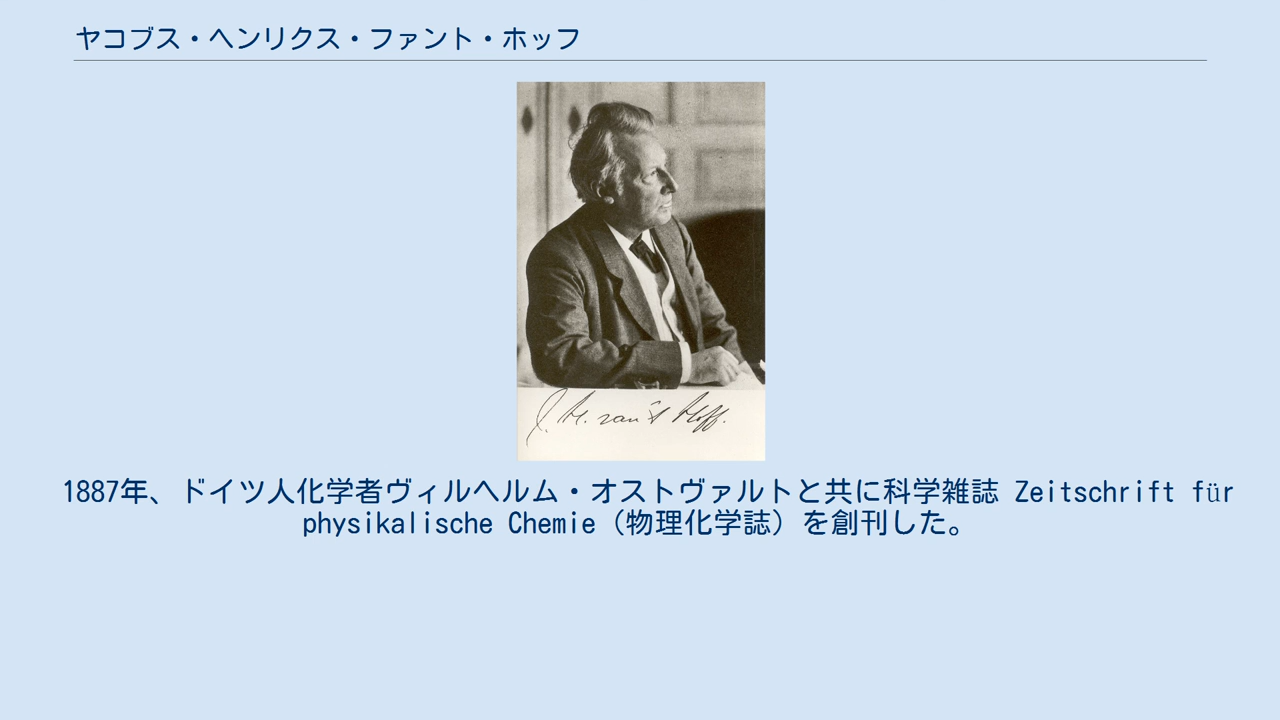 ヤコブス・ヘンリクス・ファント・ホッフ
J. H. van 't Hoff.
1887年、ドイツ人化学者ヴィルヘルム・オストヴァルトと共に科学雑誌 Zeitschrift für
physikalische Chemie（物理化学誌）を創刊した。